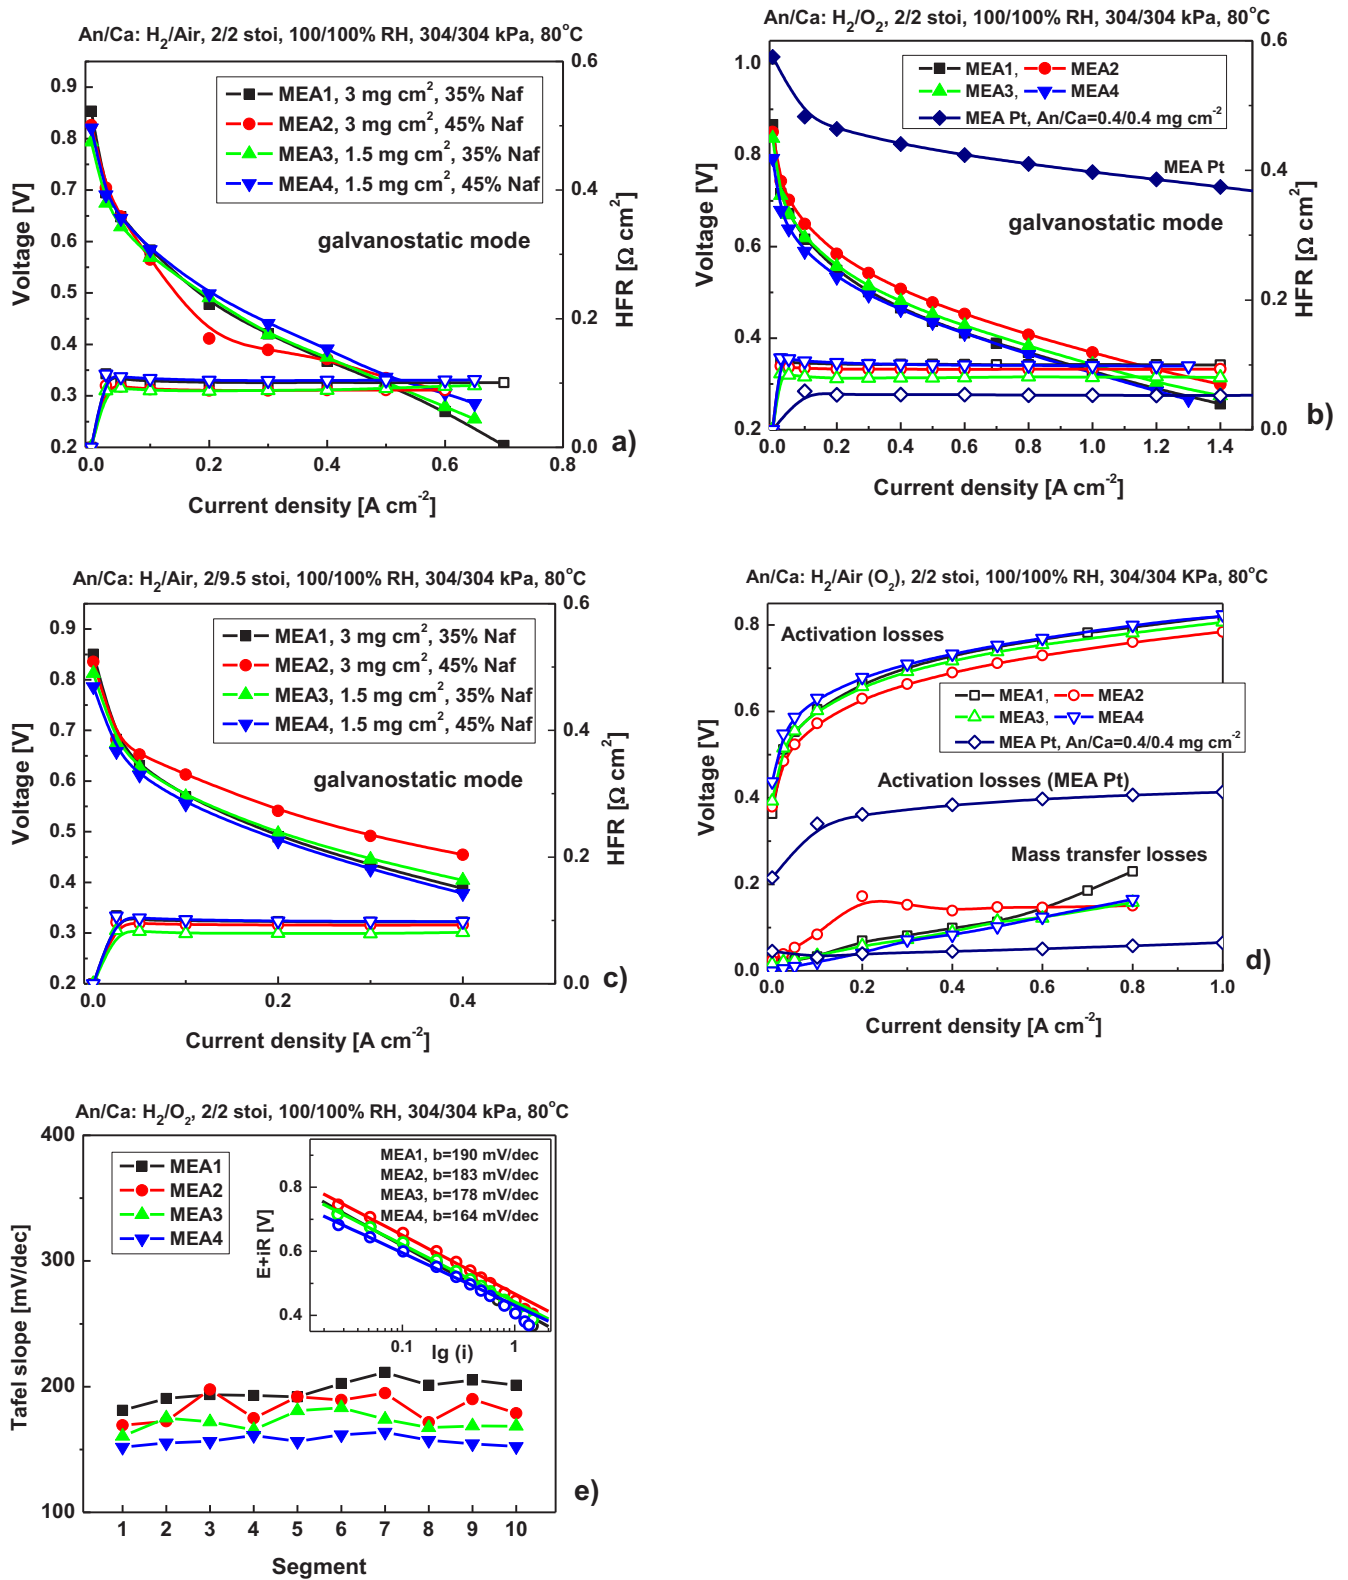 An/Ca: H2/Air, 2/2 stoi, 100/100% RH, 304/304 kPa, 80°C
0.9
0.8
0.7
0.6
0.5
0.4
0.3
0.2
Voltage [V]
MEA1, 3 mg cm2, 35% Naf
MEA2, 3 mg cm2, 45% Naf
MEA3, 1.5 mg cm2, 35% Naf
MEA4, 1.5 mg cm2, 45% Naf
galvanostatic mode
0.6
0.4
0.2
0.0
HFR [Ω cm2]
a)
0.0 0.2 0.4 0.6 0.8
Current density [A cm-2]
An/Ca: H2/O2, 2/2 stoi, 100/100% RH, 304/304 kPa, 80°C
1.0
0.8
0.6
0.4
0.2
Voltage [V]
MEA1, MEA2
MEA3, MEA4
MEA Pt, An/Ca=0.4/0.4 mg cm-2
MEA Pt
galvanostatic mode
0.6
0.4
0.2
0.0
HFR [Ω cm2]
b)
0.0 0.2 0.4 0.6 0.8 1.0 1.2 1.4
Current density [A cm-2]
An/Ca: H2/Air, 2/9.5 stoi, 100/100% RH, 304/304 kPa, 80°C
0.9
0.8
0.7
0.6
0.5
0.4
0.3
0.2
Voltage [V]
MEA1, 3 mg cm2, 35% Naf
MEA2, 3 mg cm2, 45% Naf
MEA3, 1.5 mg cm2, 35% Naf
MEA4, 1.5 mg cm2, 45% Naf
galvanostatic mode
0.6
0.4
0.2
0.0
HFR [Ω cm2]
c)
0.0 0.2 0.4
Current density [A cm-2]
An/Ca: H2/Air (O2), 2/2 stoi, 100/100% RH, 304/304 KPa, 80°C
0.8
0.6
0.4
0.2
0.0
Voltage [V]
Activation losses
MEA1, MEA2
MEA3, MEA4
MEA Pt, An/Ca=0.4/0.4 mg cm-2
Activation losses (MEA Pt)
Mass transfer losses
d)
0.0 0.2 0.4 0.6 0.8 1.0
Current density [A cm-2]
An/Ca: H2/O2, 2/2 stoi, 100/100% RH, 304/304 kPa, 80°C
400
300
200
100
Tafel slope [mV/dec]
MEA1
MEA2
MEA3
MEA4
MEA1, b=190 mV/dec
MEA2, b=183 mV/dec
MEA3, b=178 mV/dec
MEA4, b=164 mV/dec
0.8
0.6
0.4
E+iR [V]
0.1 1
lg (i)
e)
1 2 3 4 5 6 7 8 9 10
Segment